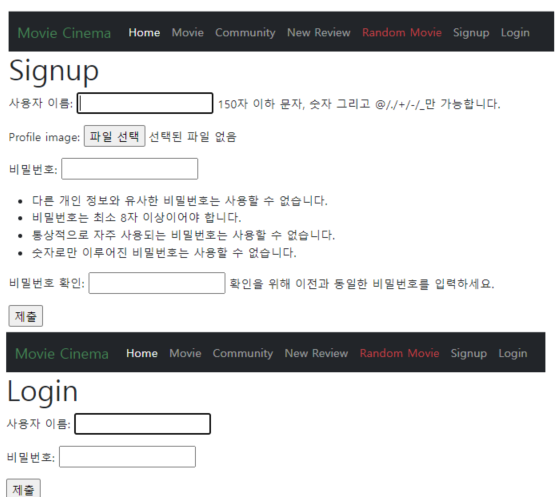 Movie Cinema Home Movie Community New Review Random Movie Signup Login
Signup
사용자 이름: 150자 이하 문자, 숫자 그리고 @/./+/-/_만 가능합니다.
Profile image: 파일 선택 선택된 파일 없음
비밀번호:
• 다른 개인 정보와 유사한 비밀번호는 사용할 수 없습니다.
• 비밀번호는 최소 8자 이상이어야 합니다.
• 통상적으로 자주 사용되는 비밀번호는 사용할 수 없습니다.
• 숫자로만 이루어진 비밀번호는 사용할 수 없습니다.
비밀번호 확인: 확인을 위해 이전과 동일한 비밀번호를 입력하세요.
제출
Movie Cinema Home Movie Community New Review Random Movie Signup Login
Login
사용자 이름:
비밀번호:
제출